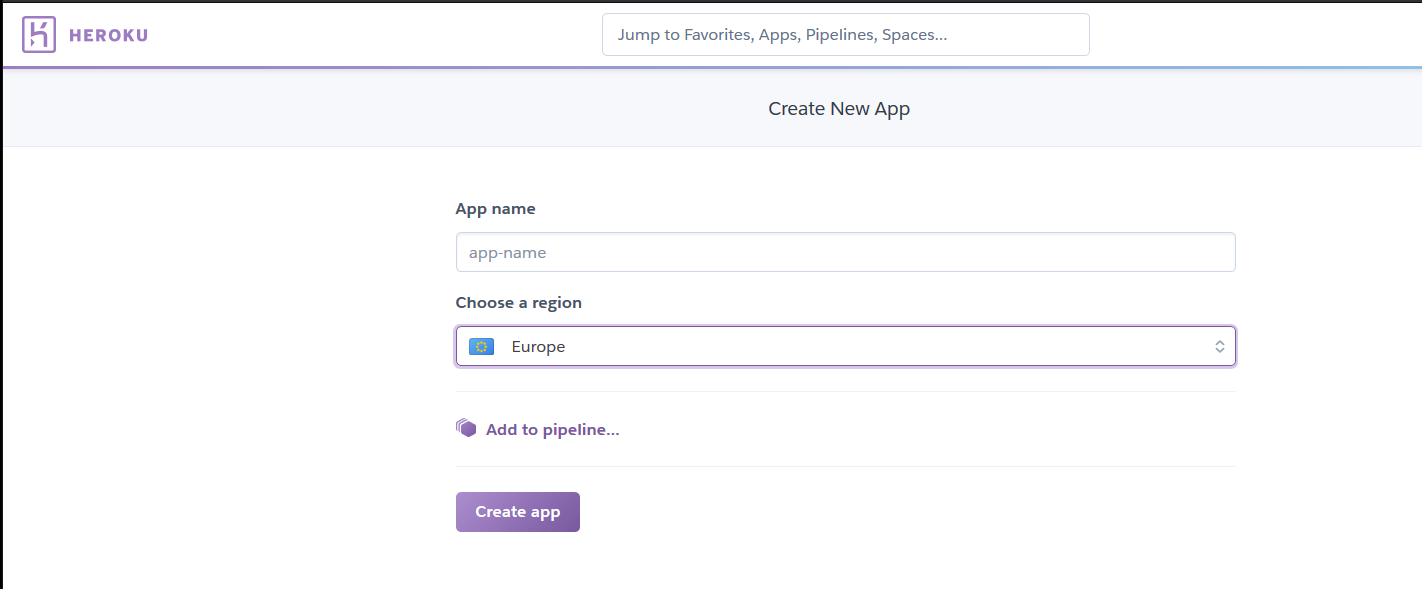 HEROKU
Jump to Favorites, Apps, Pipelines, Spaces...
Create New App
App name
app-name
Choose a region
Europe
Add to pipeline...
Create app